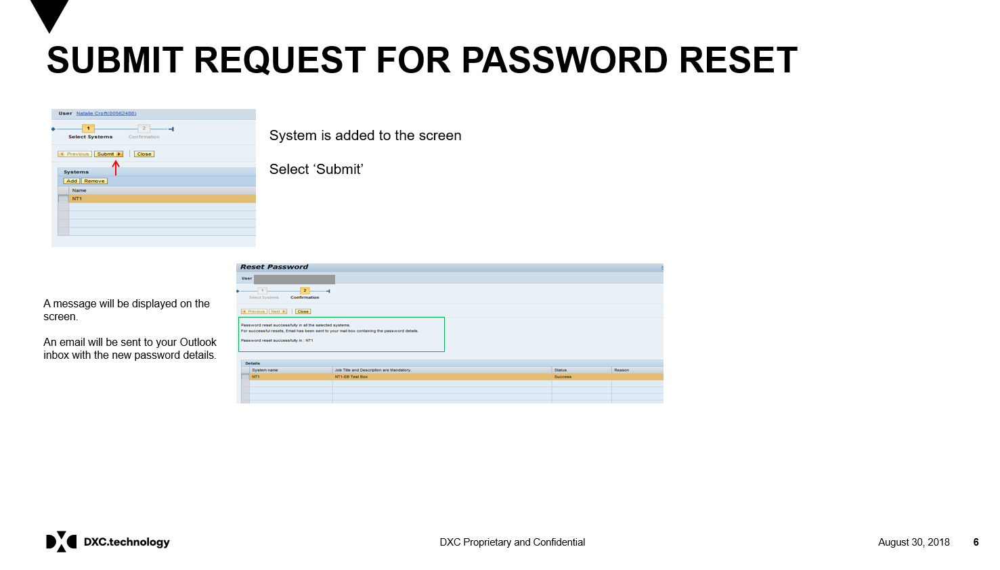 SUBMIT REQUEST FOR PASSWORD RESET
User Natalie Croft(00562488)
1 2
Select Systems Confirmation
Previous Submit Close
Systems
Add Remove
Name
NT1
System is added to the screen
Select ‘Submit’
A message will be displayed on the
screen.
An email will be sent to your Outlook
inbox with the new password details.
Reset Password
User
1 2
Select Systems Confirmation
Previous Next Close
Password reset successfully in all the selected systems.
For successful resets, Email has been sent to your mail box containing the password details.
Password reset successfully in : NT1
Details
System name Job Title and Description are Mandatory. Status Reason
NT1 NT1-EB Test Box Success
DXC.technology
DXC Proprietary and Confidential
August 30, 2018 6